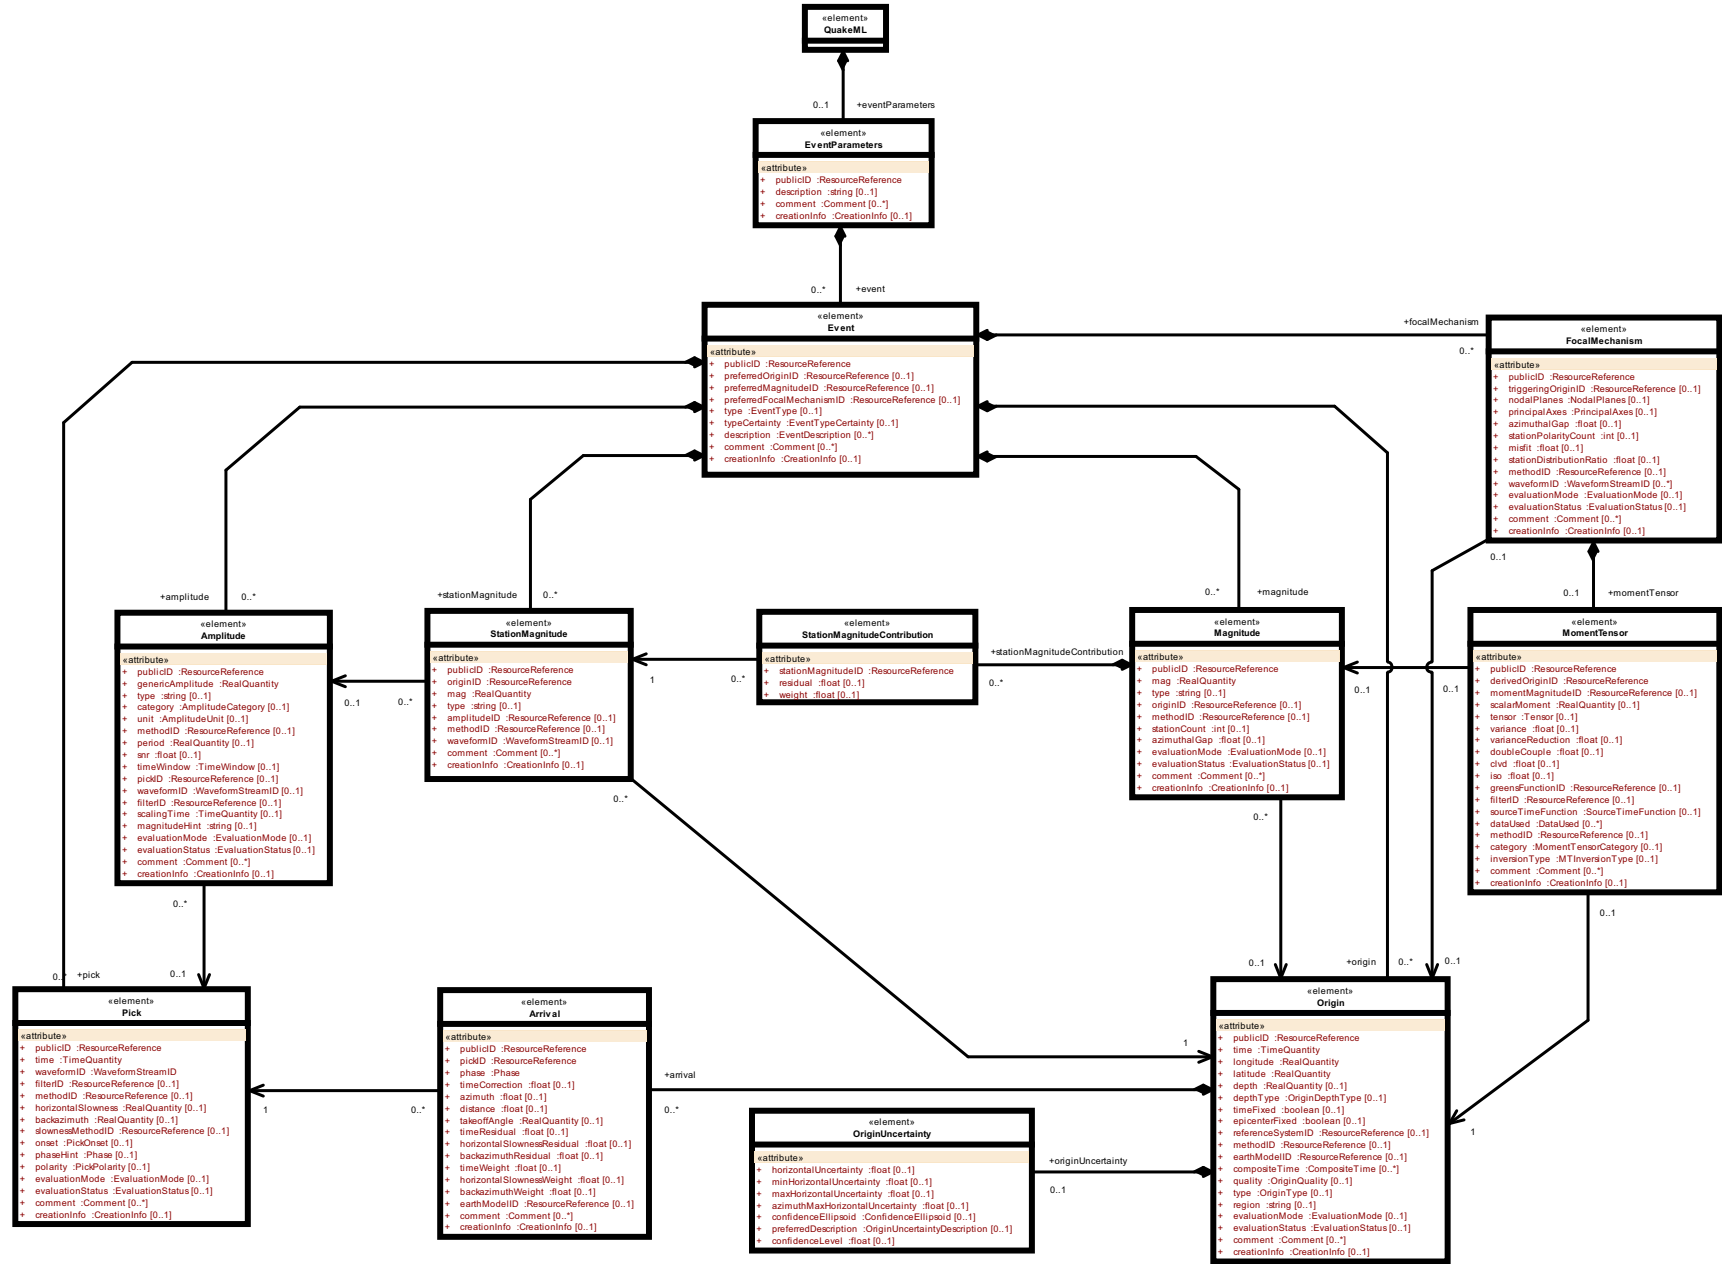 «element»
QuakeML
0..1
+eventParameters
«element»
EventParameters
«attribute»
+ publicID :ResourceReference
+ description :string [0..1]
+ comment :Comment [0..*]
+ creationInfo :CreationInfo [0..1]
0..*
+event
«element»
Event
«attribute»
+ publicID :ResourceReference
+ preferredOriginID :ResourceReference [0..1]
+ preferredMagnitudeID :ResourceReference [0..1]
+ preferredFocalMechanismID :ResourceReference [0..1]
+ type :EventType [0..1]
+ typeCertainty :EventTypeCertainty [0..1]
+ description :EventDescription [0..*]
+ comment :Comment [0..*]
+ creationInfo :CreationInfo [0..1]
+focalMechanism
0..*
«element»
FocalMechanism
«attribute»
+ publicID :ResourceReference
+ triggeringOriginID :ResourceReference [0..1]
+ nodalPlanes :NodalPlanes [0..1]
+ principalAxes :PrincipalAxes [0..1]
+ azimuthalGap :float [0..1]
+ stationPolarityCount :int [0..1]
+ misfit :float [0..1]
+ stationDistributionRatio :float [0..1]
+ methodID :ResourceReference [0..1]
+ waveformID :WaveformStreamID [0..*]
+ evaluationMode :EvaluationMode [0..1]
+ evaluationStatus :EvaluationStatus [0..1]
+ comment :Comment [0..*]
+ creationInfo :CreationInfo [0..1]
0..1
0..1
+momentTensor
+amplitude
0..*
+stationMagnitude
0..*
0..*
+magnitude
«element»
Amplitude
«attribute»
+ publicID :ResourceReference
+ genericAmplitude :RealQuantity
+ type :string [0..1]
+ category :AmplitudeCategory [0..1]
+ unit :AmplitudeUnit [0..1]
+ methodID :ResourceReference [0..1]
+ period :RealQuantity [0..1]
+ snr :float [0..1]
+ timeWindow :TimeWindow [0..1]
+ pickID :ResourceReference [0..1]
+ waveformID :WaveformStreamID [0..1]
+ filterID :ResourceReference [0..1]
+ scalingTime :TimeQuantity [0..1]
+ magnitudeHint :string [0..1]
+ evaluationMode :EvaluationMode [0..1]
+ evaluationStatus :EvaluationStatus [0..1]
+ comment :Comment [0..*]
+ creationInfo :CreationInfo [0..1]
0..1
0..*
«element»
StationMagnitude
«attribute»
+ publicID :ResourceReference
+ originID :ResourceReference
+ mag :RealQuantity
+ type :string [0..1]
+ amplitudeID :ResourceReference [0..1]
+ methodID :ResourceReference [0..1]
+ waveformID :WaveformStreamID [0..1]
+ comment :Comment [0..*]
+ creationInfo :CreationInfo [0..1]
0..*
1
0..*
«element»
StationMagnitudeContribution
«attribute»
+ stationMagnitudeID :ResourceReference
+ residual :float [0..1]
+ weight :float [0..1]
+stationMagnitudeContribution
0..*
«element»
Magnitude
«attribute»
+ publicID :ResourceReference
+ mag :RealQuantity
+ type :string [0..1]
+ originID :ResourceReference [0..1]
+ methodID :ResourceReference [0..1]
+ stationCount :int [0..1]
+ azimuthalGap :float [0..1]
+ evaluationMode :EvaluationMode [0..1]
+ evaluationStatus :EvaluationStatus [0..1]
+ comment :Comment [0..*]
+ creationInfo :CreationInfo [0..1]
0..*
0..1
0..1
«element»
MomentTensor
«attribute»
+ publicID :ResourceReference
+ derivedOriginID :ResourceReference
+ momentMagnitudeID :ResourceReference [0..1]
+ scalarMoment :RealQuantity [0..1]
+ tensor :Tensor [0..1]
+ variance :float [0..1]
+ varianceReduction :float [0..1]
+ doubleCouple :float [0..1]
+ clvd :float [0..1]
+ iso :float [0..1]
+ greensFunctionID :ResourceReference [0..1]
+ filterID :ResourceReference [0..1]
+ sourceTimeFunction :SourceTimeFunction [0..1]
+ dataUsed :DataUsed [0..*]
+ methodID :ResourceReference [0..1]
+ category :MomentTensorCategory [0..1]
+ inversionType :MTInversionType [0..1]
+ comment :Comment [0..*]
+ creationInfo :CreationInfo [0..1]
0..1
0..*
0..1
+pick
«element»
Pick
«attribute»
+ publicID :ResourceReference
+ time :TimeQuantity
+ waveformID :WaveformStreamID
+ filterID :ResourceReference [0..1]
+ methodID :ResourceReference [0..1]
+ horizontalSlowness :RealQuantity [0..1]
+ backazimuth :RealQuantity [0..1]
+ slownessMethodID :ResourceReference [0..1]
+ onset :PickOnset [0..1]
+ phaseHint :Phase [0..1]
+ polarity :PickPolarity [0..1]
+ evaluationMode :EvaluationMode [0..1]
+ evaluationStatus :EvaluationStatus [0..1]
+ comment :Comment [0..*]
+ creationInfo :CreationInfo [0..1]
1
0..*
«element»
Arrival
«attribute»
+ publicID :ResourceReference
+ pickID :ResourceReference
+ phase :Phase
+ timeCorrection :float [0..1]
+ azimuth :float [0..1]
+ distance :float [0..1]
+ takeoffAngle :RealQuantity [0..1]
+ timeResidual :float [0..1]
+ horizontalSlownessResidual :float [0..1]
+ backazimuthResidual :float [0..1]
+ timeWeight :float [0..1]
+ horizontalSlownessWeight :float [0..1]
+ backazimuthWeight :float [0..1]
+ earthModelID :ResourceReference [0..1]
+ comment :Comment [0..*]
+ creationInfo :CreationInfo [0..1]
+arrival
0..*
«element»
OriginUncertainty
«attribute»
+ horizontalUncertainty :float [0..1]
+ minHorizontalUncertainty :float [0..1]
+ maxHorizontalUncertainty :float [0..1]
+ azimuthMaxHorizontalUncertainty :float [0..1]
+ confidenceEllipsoid :ConfidenceEllipsoid [0..1]
+ preferredDescription :OriginUncertaintyDescription [0..1]
+ confidenceLevel :float [0..1]
+originUncertainty
0..1
1
0..1
+origin
0..*
0..1
1
«element»
Origin
«attribute»
+ publicID :ResourceReference
+ time :TimeQuantity
+ longitude :RealQuantity
+ latitude :RealQuantity
+ depth :RealQuantity [0..1]
+ depthType :OriginDepthType [0..1]
+ timeFixed :boolean [0..1]
+ epicenterFixed :boolean [0..1]
+ referenceSystemID :ResourceReference [0..1]
+ methodID :ResourceReference [0..1]
+ earthModelID :ResourceReference [0..1]
+ compositeTime :CompositeTime [0..*]
+ quality :OriginQuality [0..1]
+ type :OriginType [0..1]
+ region :string [0..1]
+ evaluationMode :EvaluationMode [0..1]
+ evaluationStatus :EvaluationStatus [0..1]
+ comment :Comment [0..*]
+ creationInfo :CreationInfo [0..1]